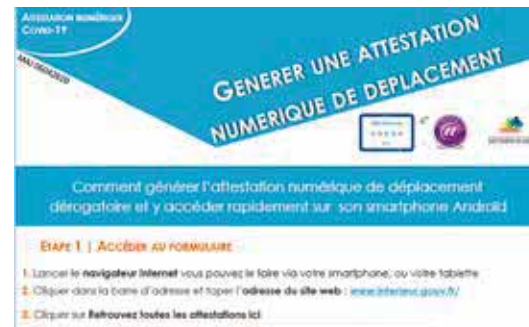 ATTESTATION NUMÉRIQUE
COVID-19
GENERER UNE ATTESTATION
NUMERIQUE DE DEPLACEMENT
Comment générer l'attestation numérique de déplacement
dérogatoire et y accéder rapidement sur son smartphone Android
ETAPE 1 | ACCÉDER AU FORMULAIRE
1. Lancer le navigateur Internet vous pouvez le faire via votre smartphone, ou votre tablette
2. Cliquer dans la barre d'adresse et taper l'adresse du site web : www.interieur.gouv.fr/
3. Cliquer sur Retrouvez toutes les attestations ici